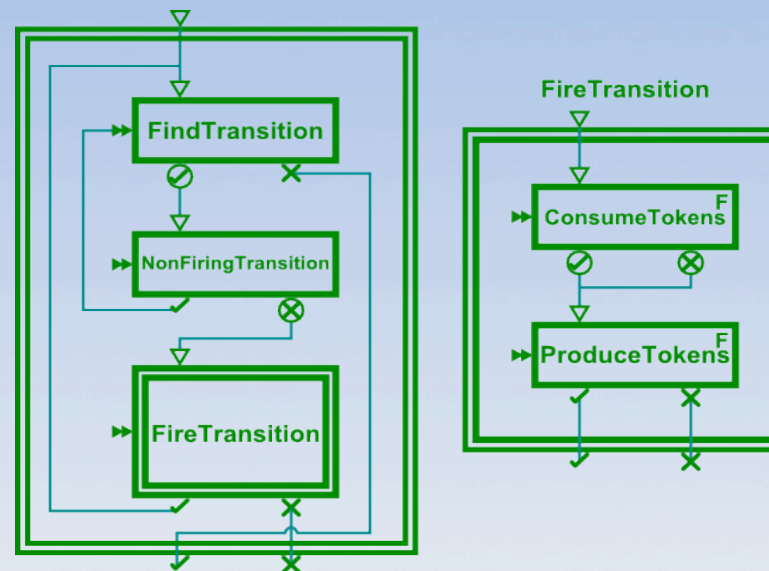 FindTransition
NonFiringTransition
FireTransition
FireTransition
F
ConsumeTokens
F
ProduceTokens